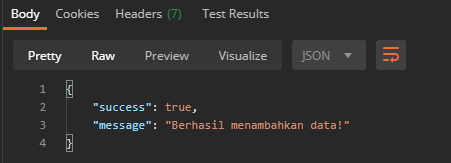 Body Cookies Headers (7) Test Results
Pretty Raw Preview Visualize JSON
1 {
2 "success": true,
3 "message": "Berhasil menambahkan data!"
4 }